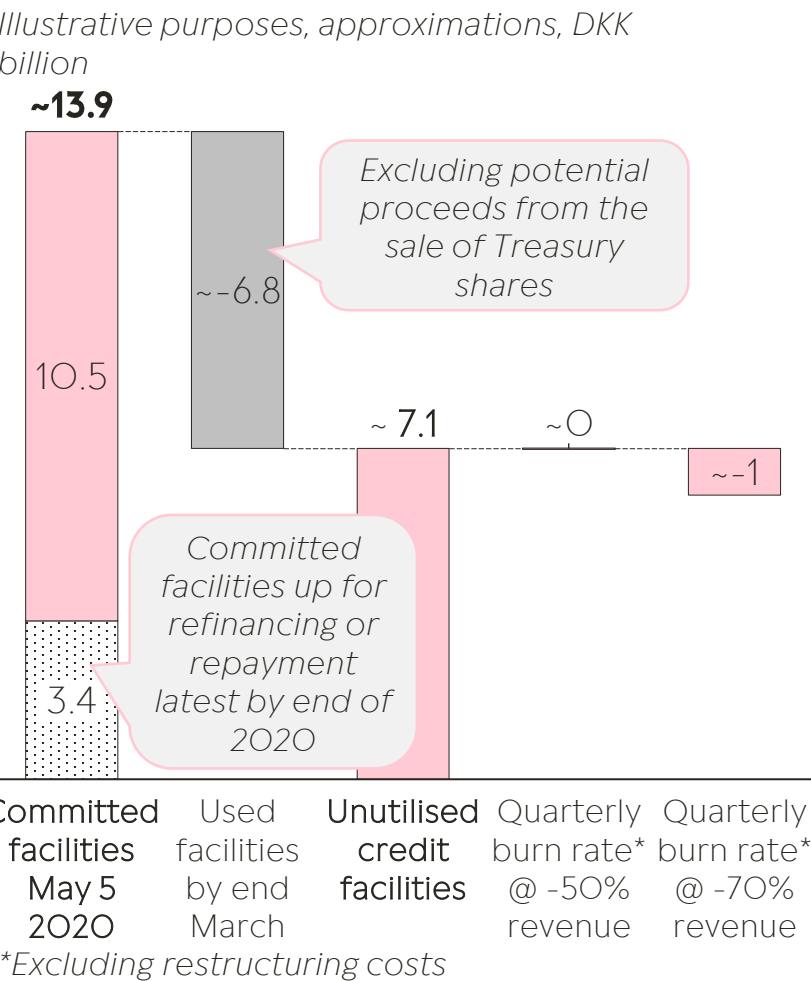 Illustrative purposes, approximations, DKK
billion
~13.9
Excluding potential
proceeds from the
sale of Treasury
shares
~-6.8
10.5
~ 7.1
~0
~-1
Committed
facilities up for
refinancing or
repayment
latest by end of
2020
3.4
Committed
facilities
May 5
2020
Used
facilities
by end
March
Unutilised
credit
facilities
Quarterly
burn rate*
@ -50%
revenue
Quarterly
burn rate*
@ -70%
revenue
*Excluding restructuring costs